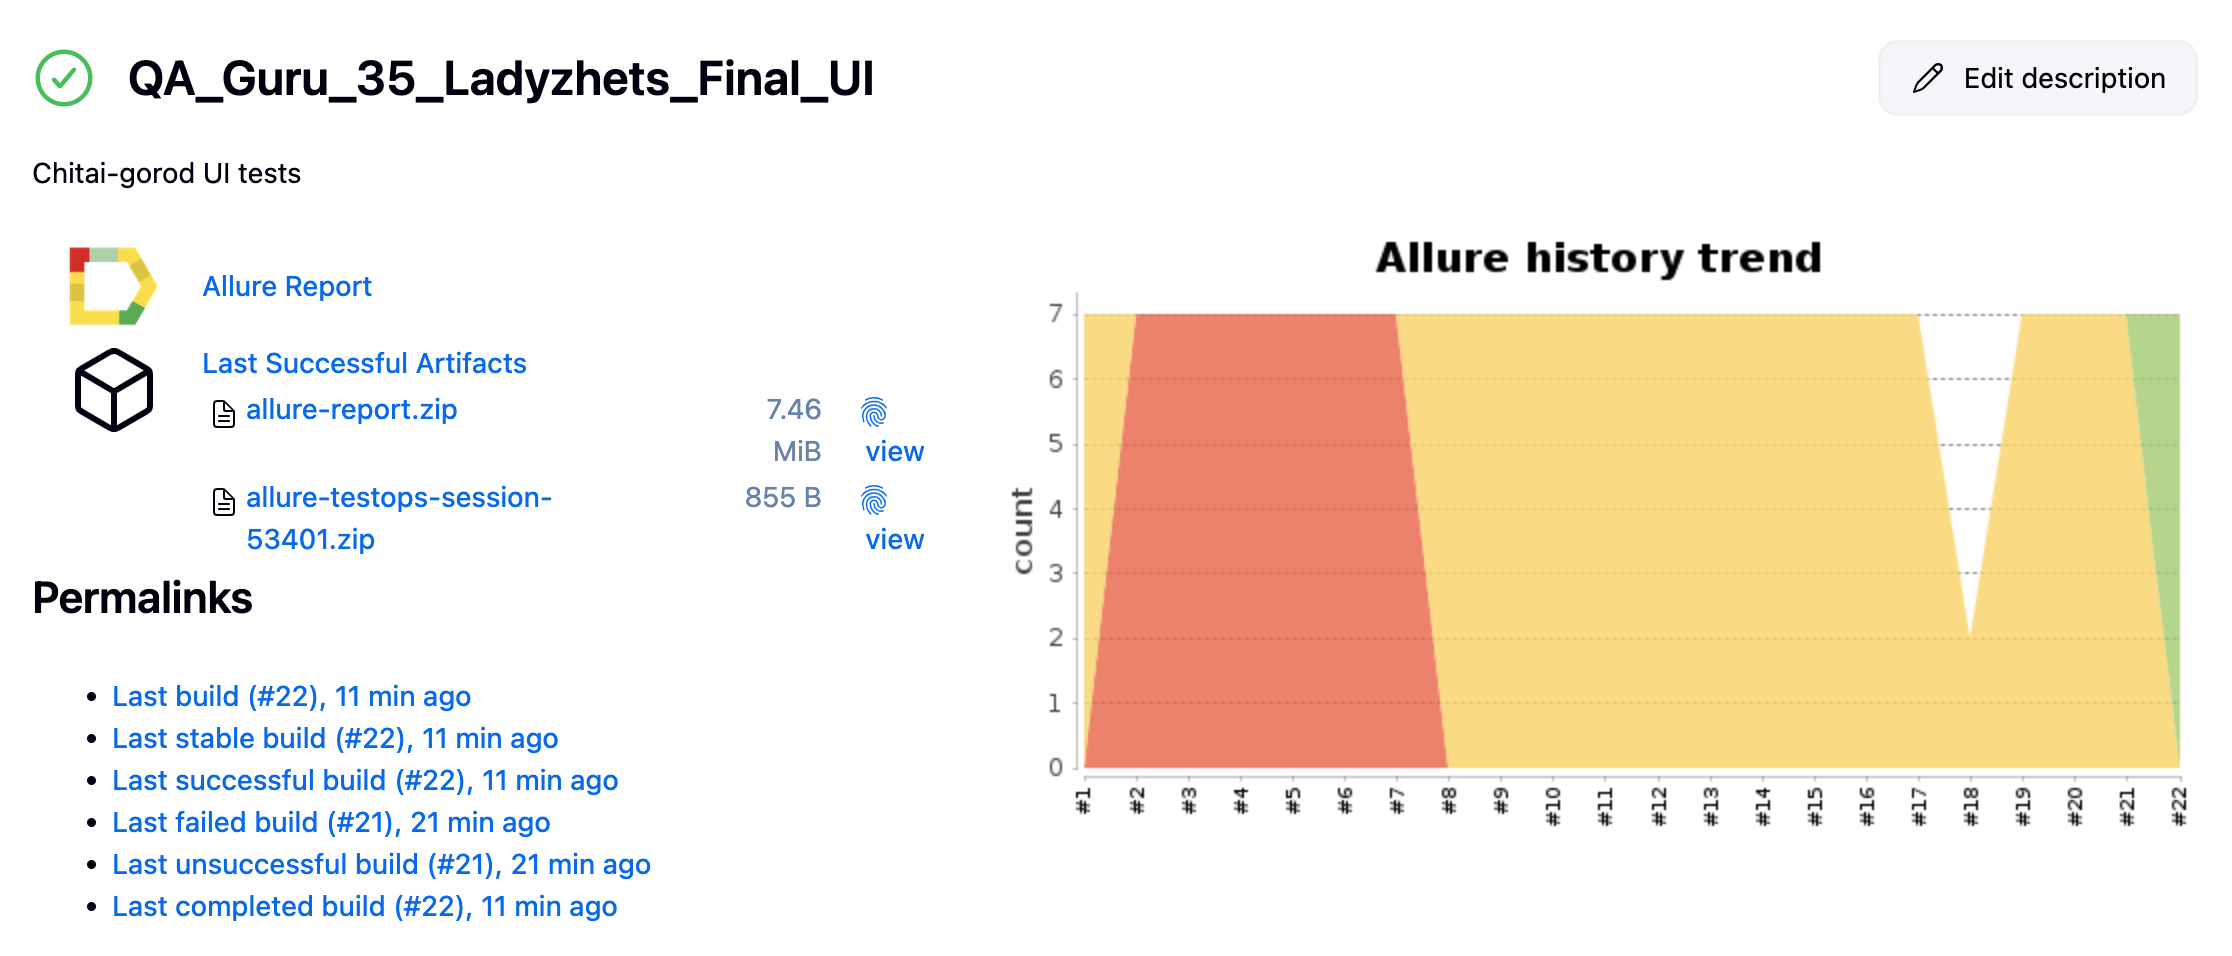 QA_Guru_35_Ladyzhets_Final_UI
Edit description
Chitai-gorod UI tests
Allure Report
Last Successful Artifacts
allure-report.zip 7.46 MiB view
allure-testops-session-53401.zip 855 B view
Permalinks
Last build (#22), 11 min ago
Last stable build (#22), 11 min ago
Last successful build (#22), 11 min ago
Last failed build (#21), 21 min ago
Last unsuccessful build (#21), 21 min ago
Last completed build (#22), 11 min ago
Allure history trend
count
7
6
5
4
3
2
1
0
#1 #2 #3 #4 #5 #6 #7 #8 #9 #10 #11 #12 #13 #14 #15 #16 #17 #18 #19 #20 #21 #22